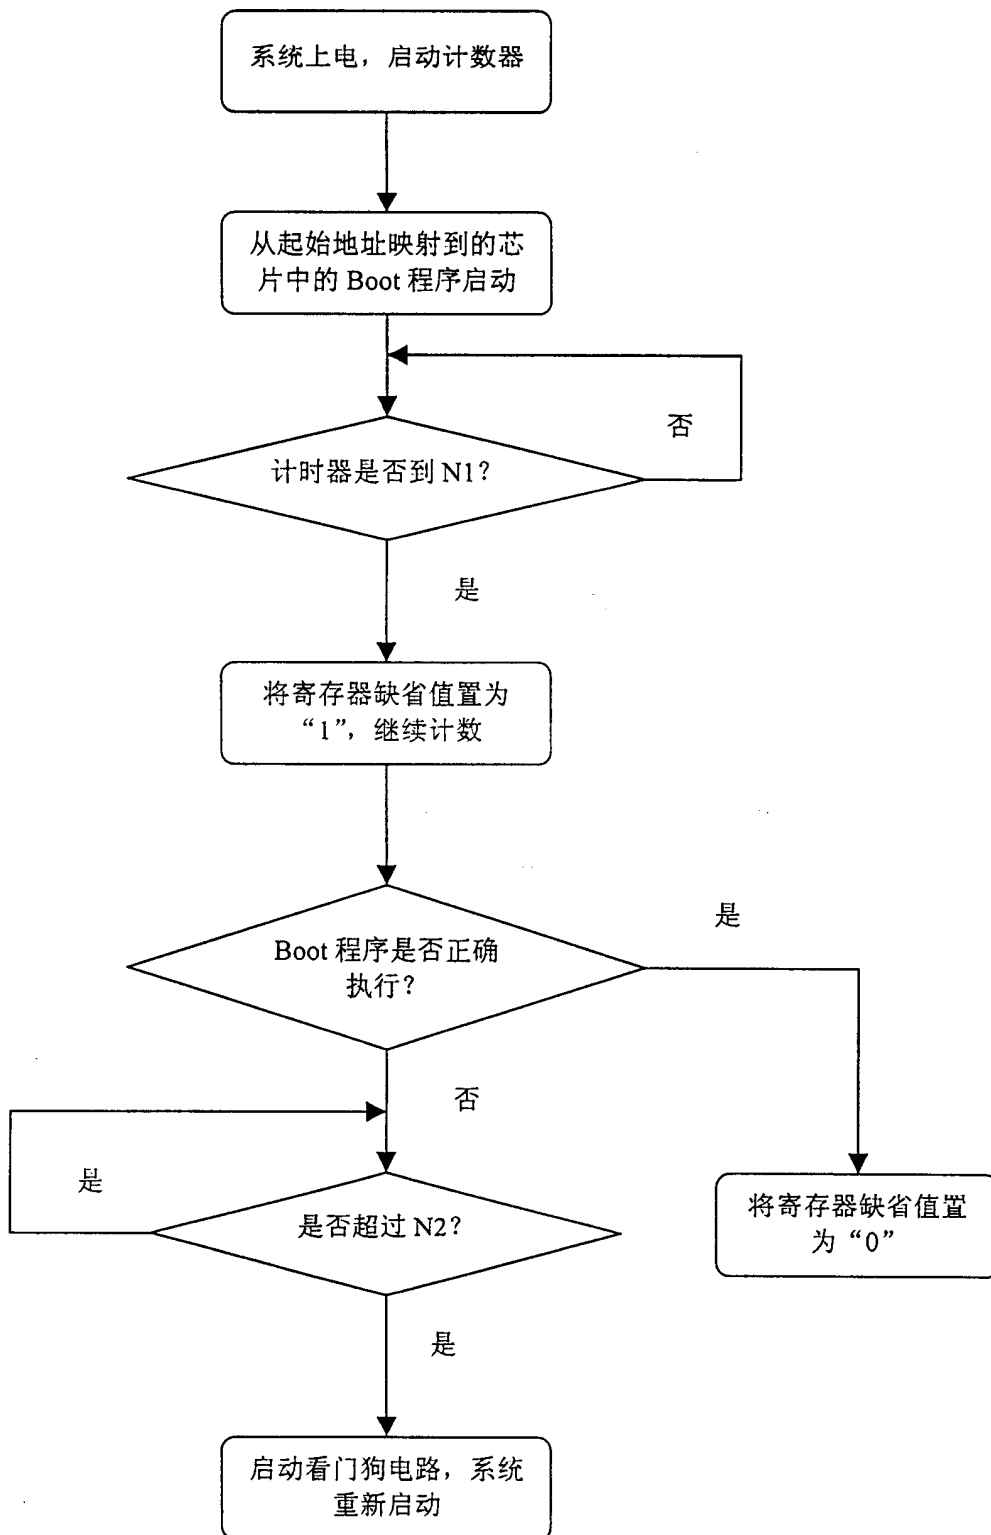 系统上电，启动计数器
从起始地址映射到的芯
片中的 Boot 程序启动
否
计时器是否到 N1？
是
将寄存器缺省值置为
“1”，继续计数
是
Boot 程序是否正确
执行？
否
是
是否超过 N2？
将寄存器缺省值置
为“0”
是
启动看门狗电路，系统
重新启动